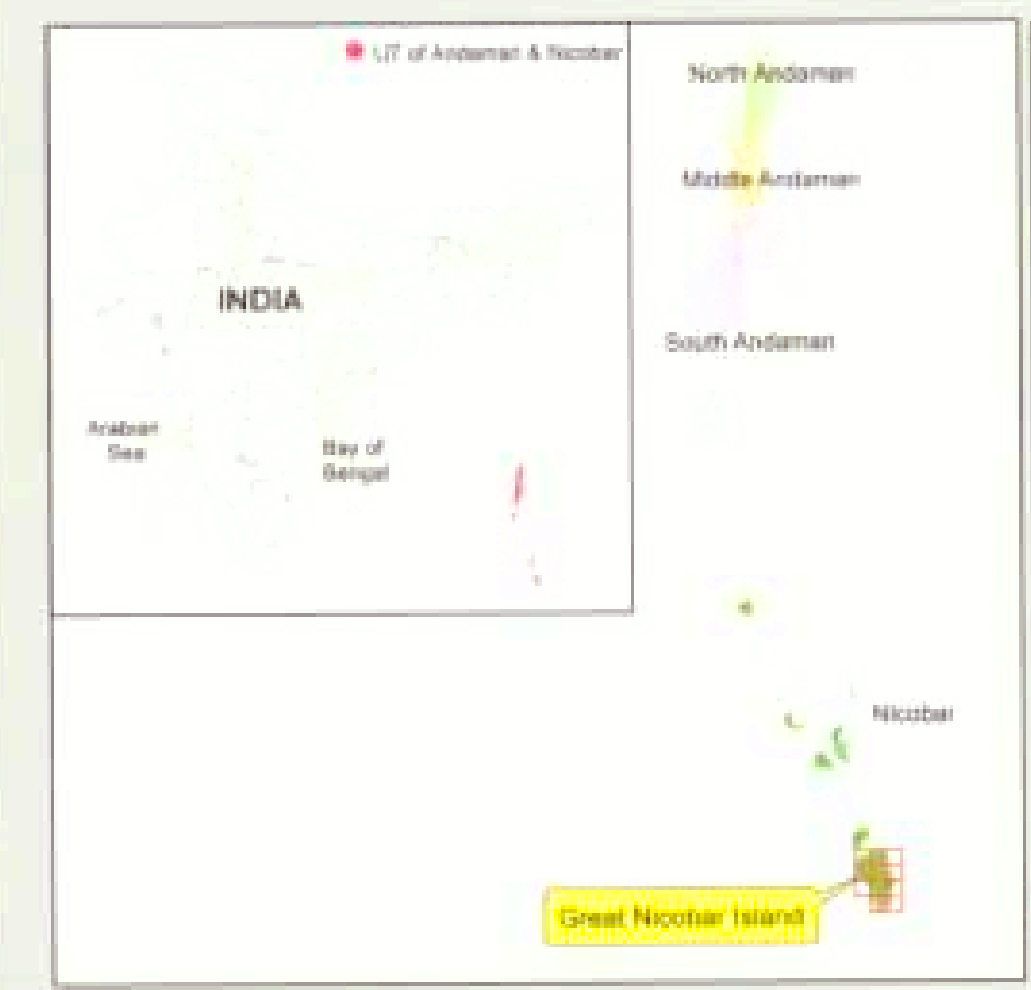 UT of Andaman & Nicobar
INDIA
Arabian
Sea
Bay of
Bengal
North Andaman
Middle Andaman
South Andaman
Nicobar
Great Nicobar Island